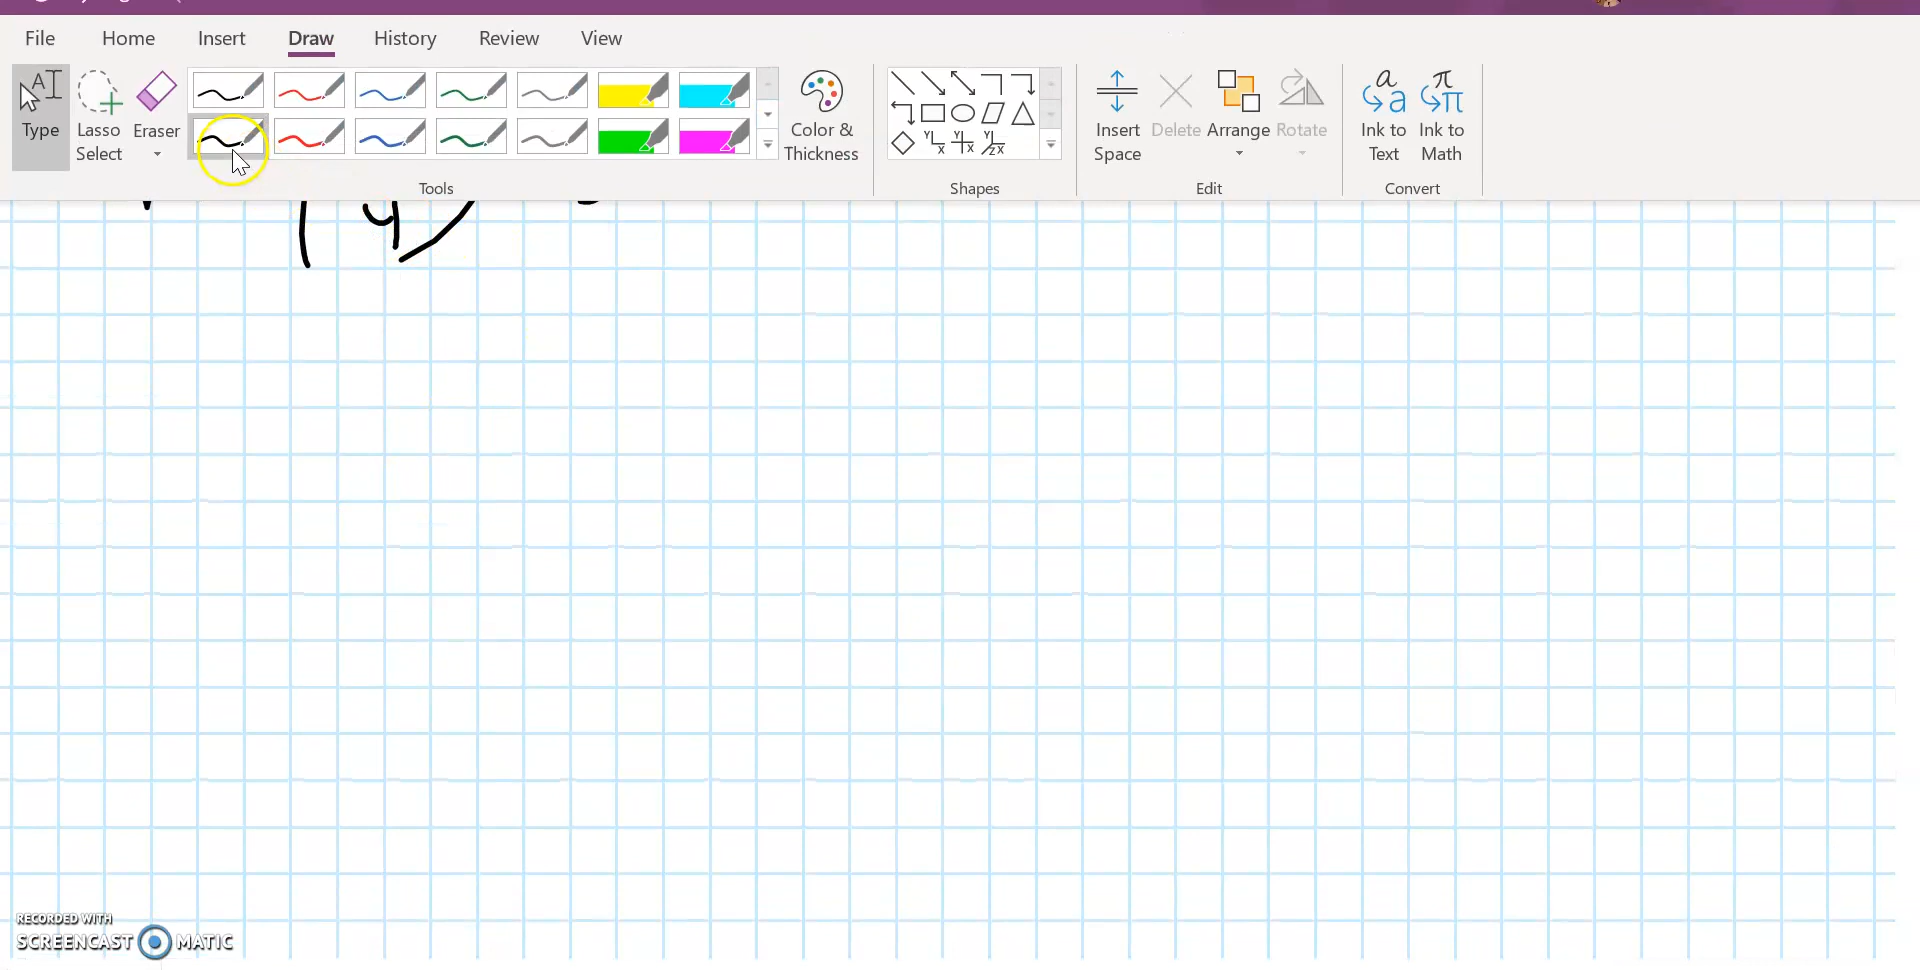 File Home Insert Draw History Review View
Type
Lasso Select
Eraser
Color & Thickness
Insert Space
Delete
Arrange
Rotate
Ink to Text
Ink to Math
Tools
Shapes
Edit
Convert
RECORDED WITH
SCREENCAST MATIC